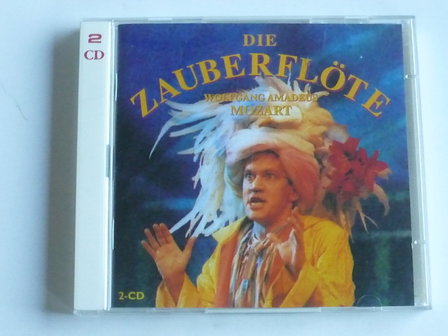 2
CD
DIE
ZAUBERFLÖTE
WOLFGANG AMADEUS
MOZART
2-CD